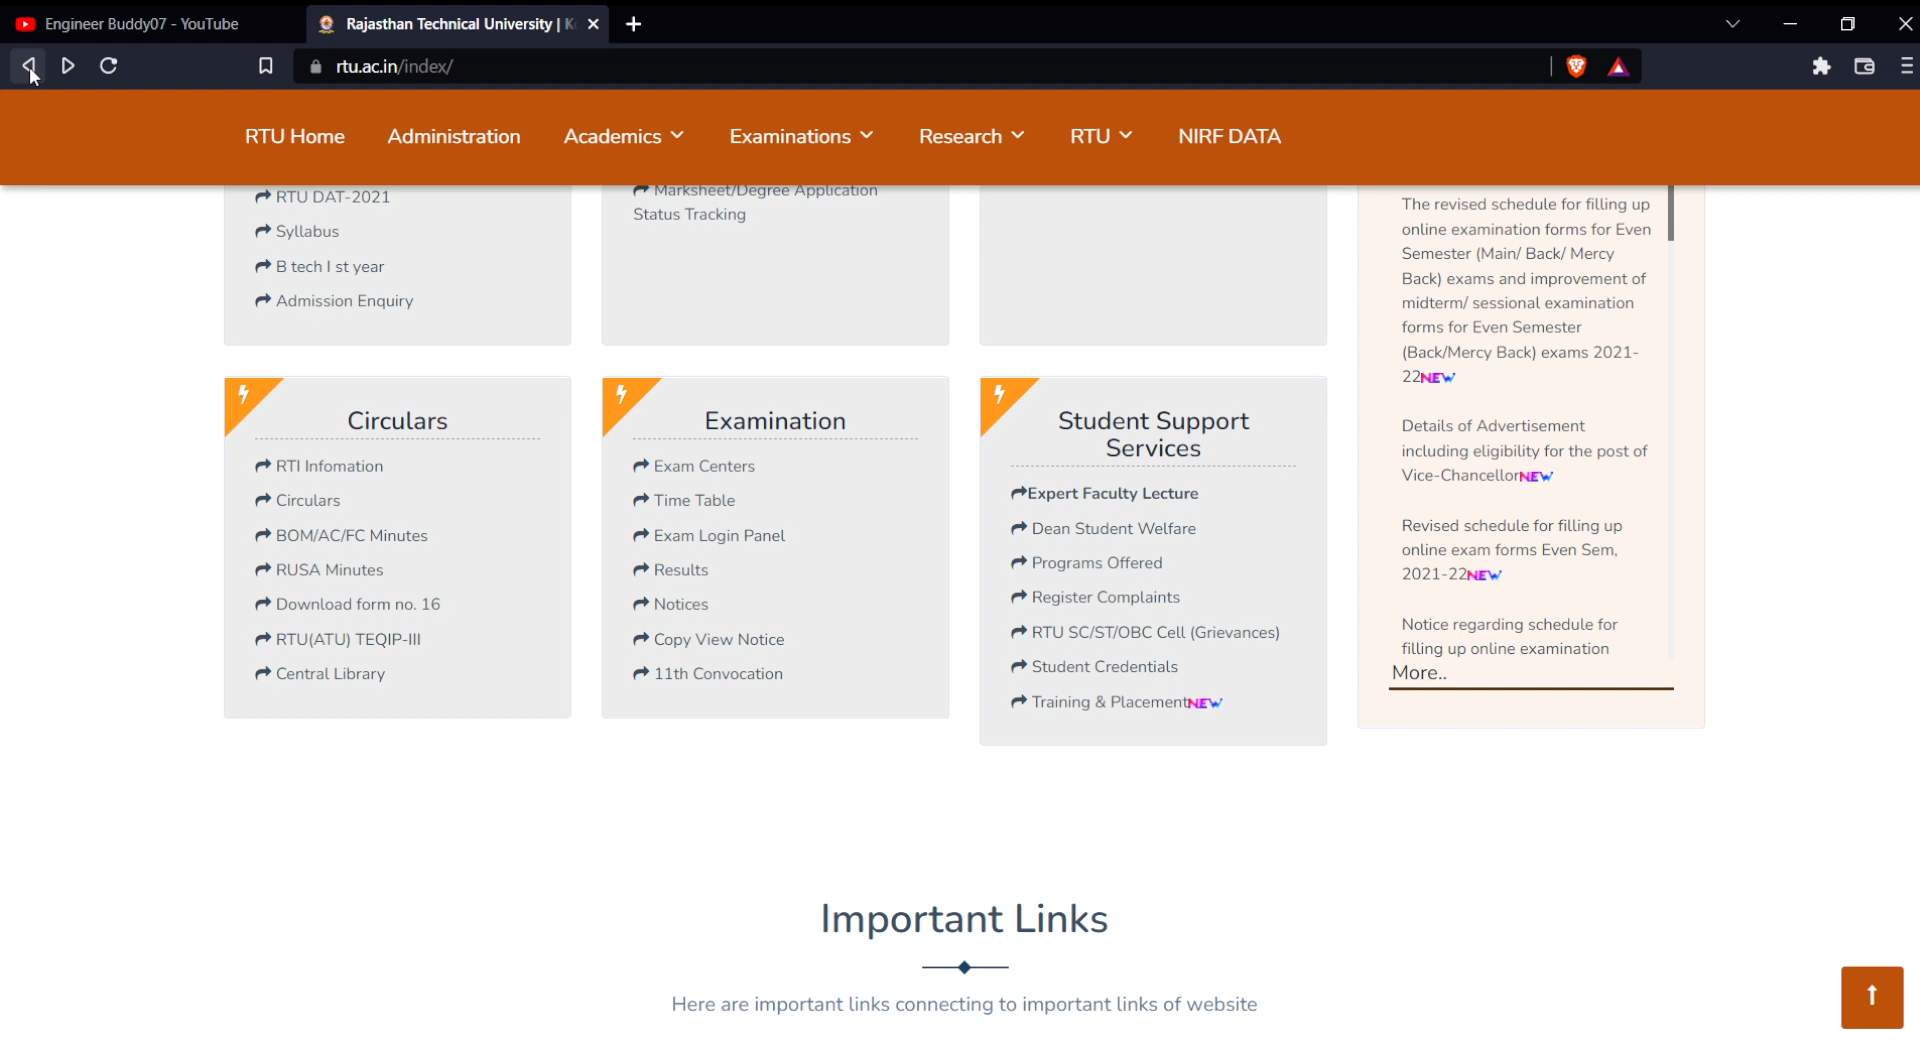 Engineer Buddy07 - YouTube
Rajasthan Technical University | K
rtu.ac.in/index/
RTU Home
Administration
Academics
Examinations
Research
RTU
NIRF DATA
RTU DAT-2021
Syllabus
B tech I st year
Admission Enquiry
Marksheet/Degree Application
Status Tracking
Circulars
RTI Infomation
Circulars
BOM/AC/FC Minutes
RUSA Minutes
Download form no. 16
RTU(ATU) TEQIP-III
Central Library
Examination
Exam Centers
Time Table
Exam Login Panel
Results
Notices
Copy View Notice
11th Convocation
Student Support
Services
Expert Faculty Lecture
Dean Student Welfare
Programs Offered
Register Complaints
RTU SC/ST/OBC Cell (Grievances)
Student Credentials
Training & PlacementNEW
The revised schedule for filling up
online examination forms for Even
Semester (Main/ Back/ Mercy
Back) exams and improvement of
midterm/ sessional examination
forms for Even Semester
(Back/Mercy Back) exams 2021-
22NEW
Details of Advertisement
including eligibility for the post of
Vice-ChancellorNEW
Revised schedule for filling up
online exam forms Even Sem,
2021-22NEW
Notice regarding schedule for
filling up online examination
More..
Important Links
Here are important links connecting to important links of website